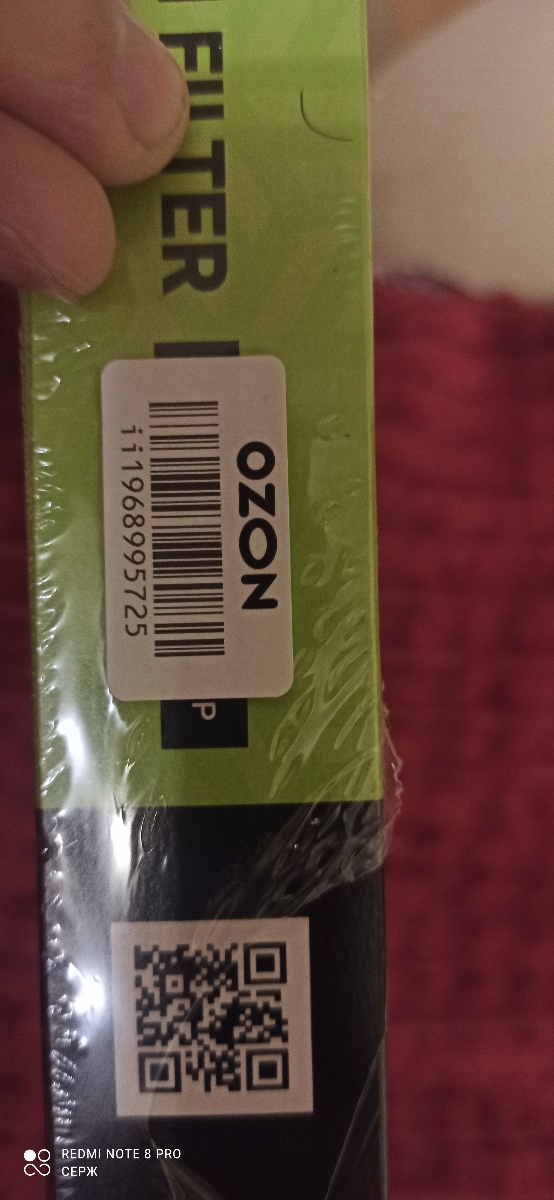 FILTER
OZON
ii1968995725
P
REDMI NOTE 8 PRO
СЕРЖ